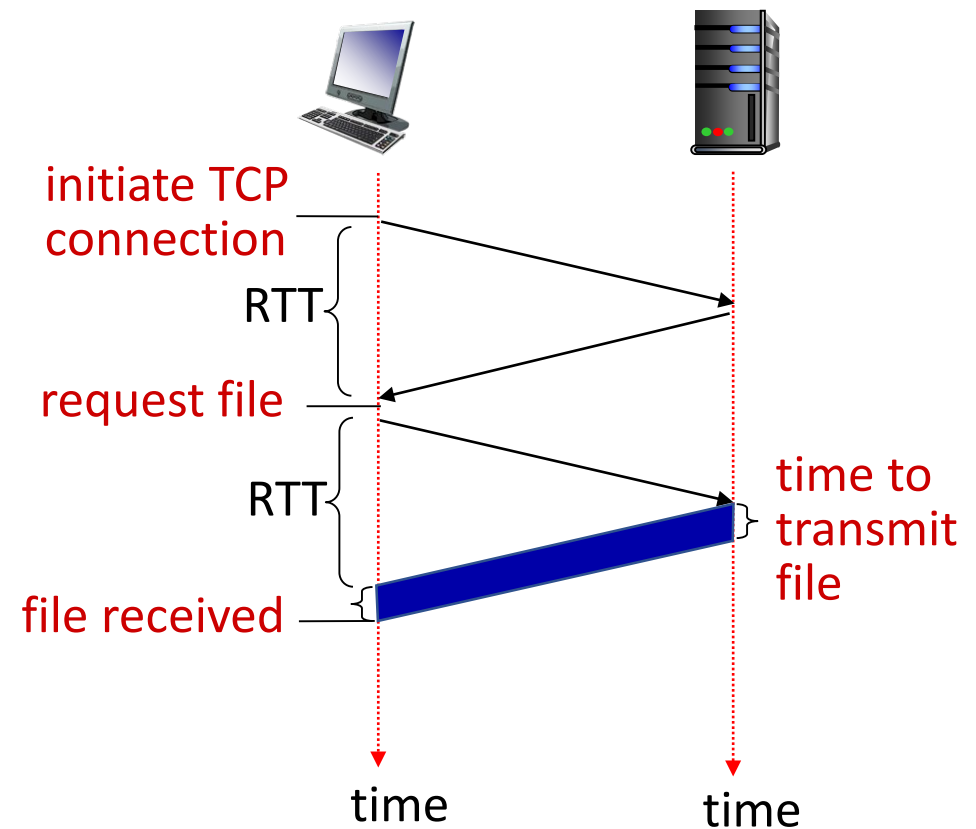 initiate TCP
connection
RTT
request file
RTT
time to
transmit
file
file received
time
time